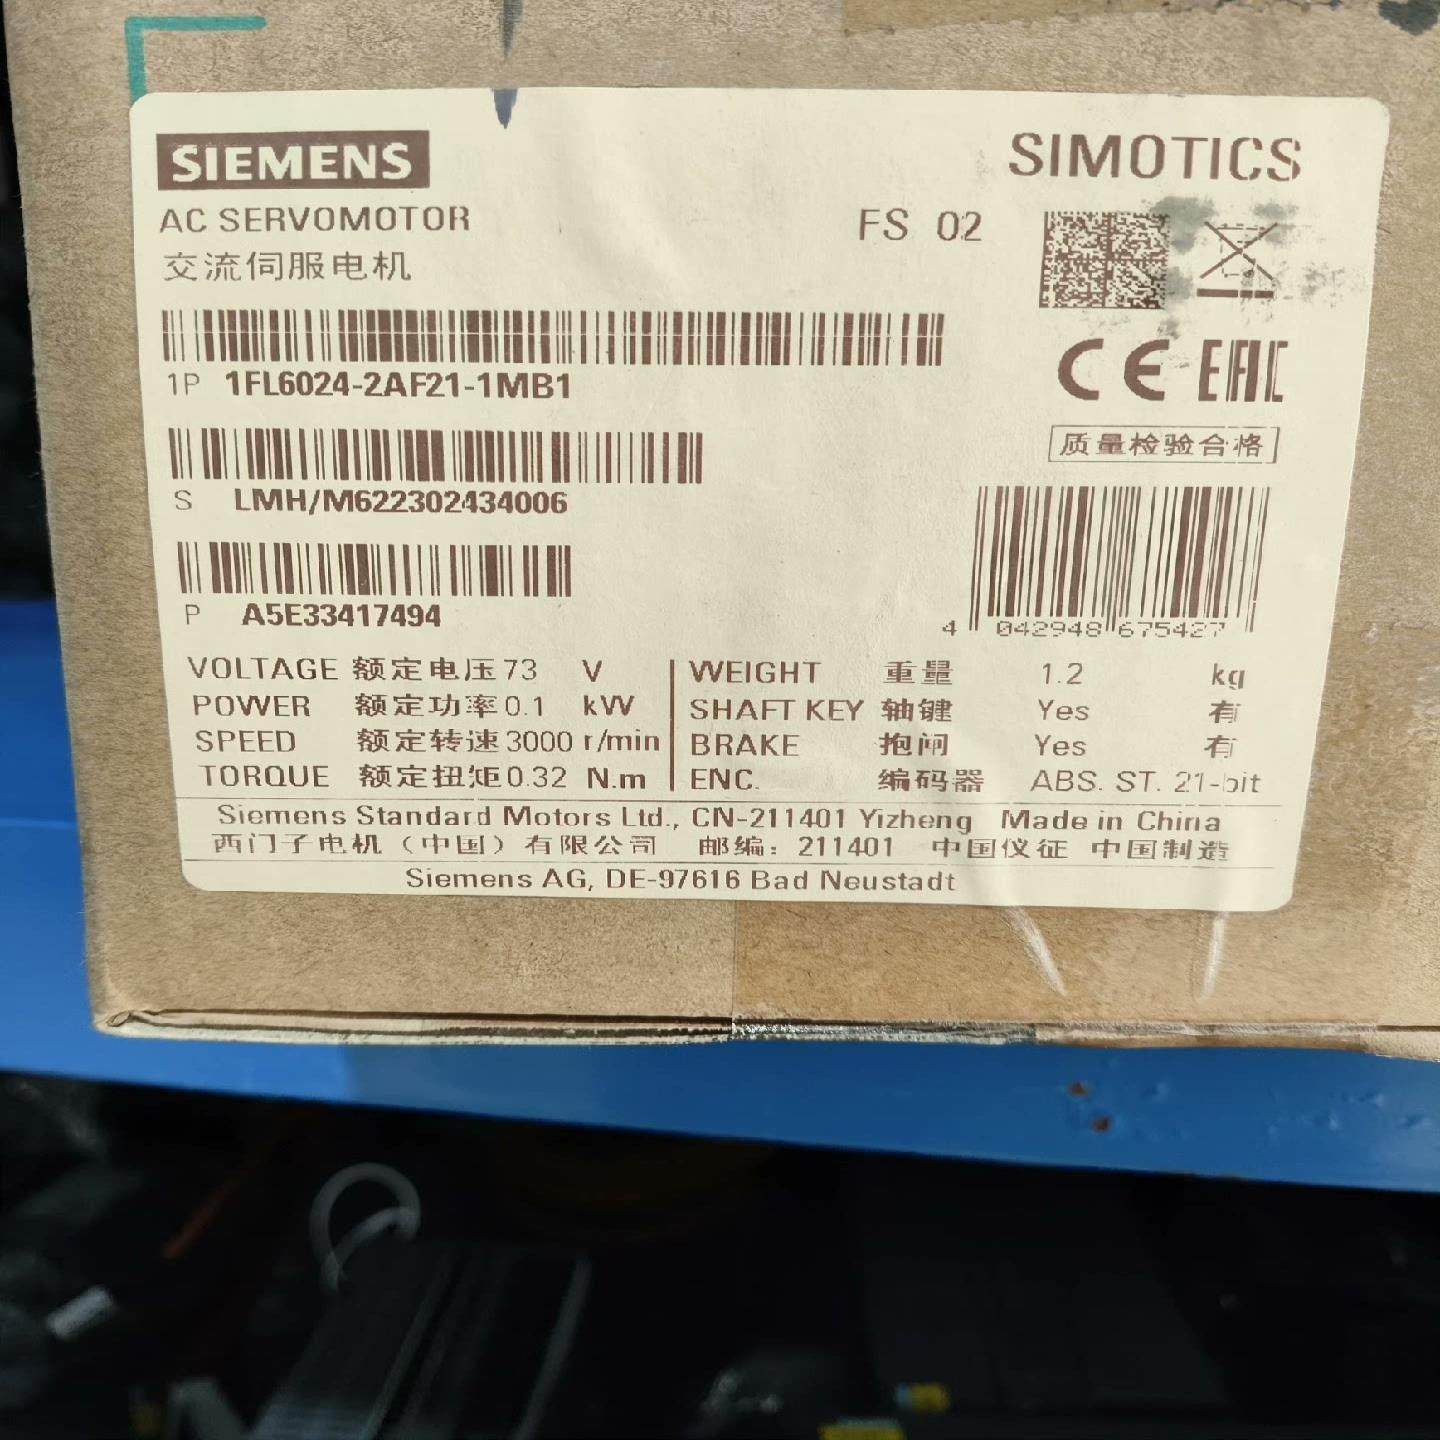 SIEMENS
SIMOTICS
AC SERVOMOTOR
FS 02
交流伺服电机
1P 1FL6024-2AF21-1MB1
CE EAC
质量检验合格
S LMH/M622302434006
P A5E33417494
4 042948 675427
VOLTAGE 额定电压 73 V
POWER 额定功率 0.1 kW
SPEED 额定转速 3000 r/min
TORQUE 额定扭矩 0.32 N.m
WEIGHT 重量 1.2 kg
SHAFT KEY 轴键 Yes 有
BRAKE 抱闸 Yes 有
ENC. 编码器 ABS. ST. 21-bit
Siemens Standard Motors Ltd., CN-211401 Yizheng Made in China
西门子电机（中国）有限公司 邮编：211401 中国仪征 中国制造
Siemens AG, DE-97616 Bad Neustadt